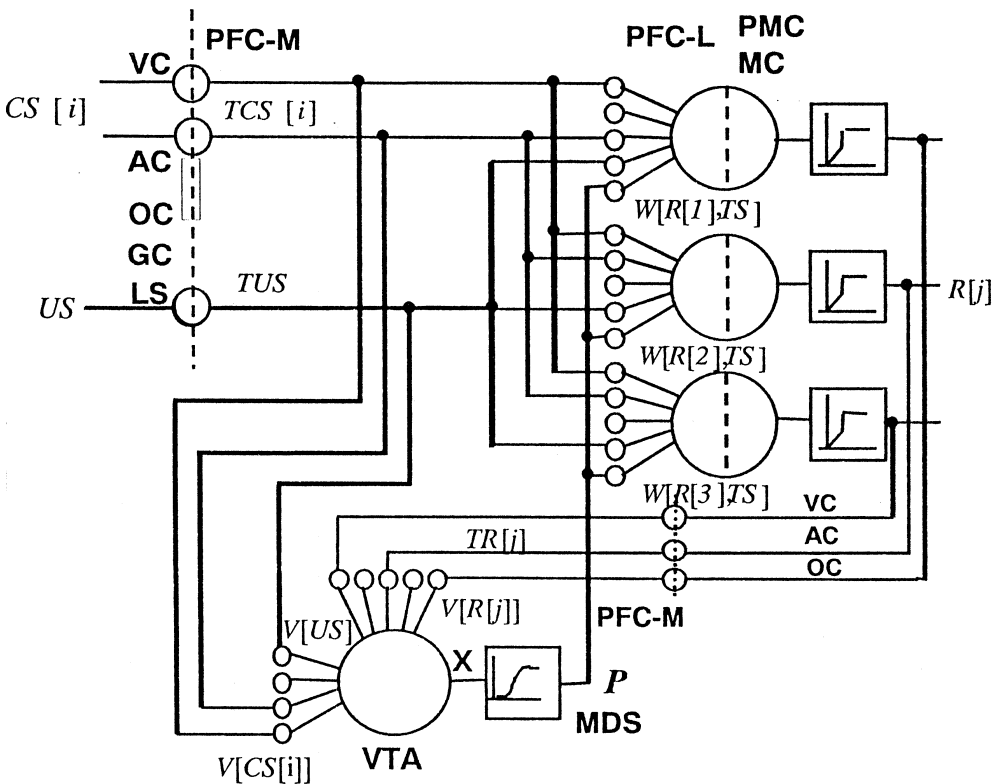 PFC-M
PFC-L
PMC
MC
VC
CS [i]
TCS [i]
AC
OC
GC
LS
US
TUS
W[R[1],TS]
R[j]
W[R[2],TS]
W[R[3],TS]
VC
TR[j]
AC
OC
V[R[j]]
PFC-M
V[US]
X
P
MDS
VTA
V[CS[i]]